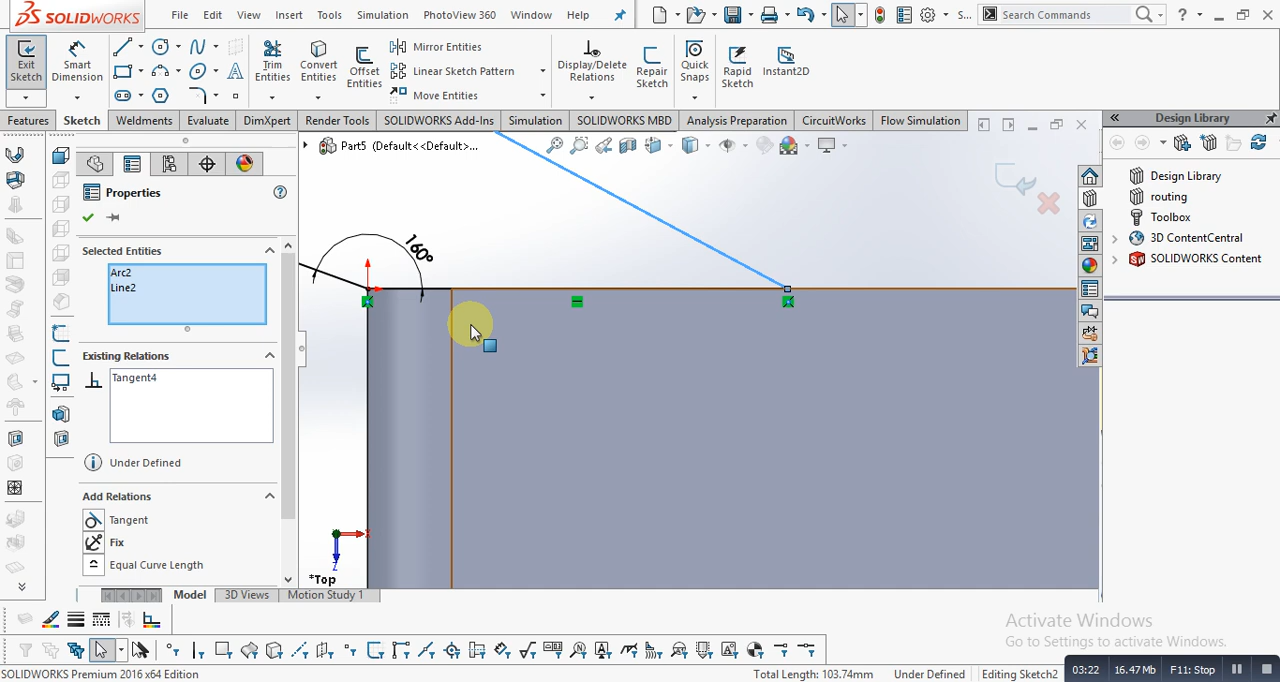 SOLIDWORKS
File Edit View Insert Tools Simulation PhotoView 360 Window Help
S...
Search Commands
Exit Sketch
Smart Dimension
Trim Entities
Convert Entities
Offset Entities
Mirror Entities
Linear Sketch Pattern
Move Entities
Display/Delete Relations
Repair Sketch
Quick Snaps
Rapid Sketch
Instant2D
Features Sketch Weldments Evaluate DimXpert Render Tools SOLIDWORKS Add-Ins Simulation SOLIDWORKS MBD Analysis Preparation CircuitWorks Flow Simulation
Design Library
Part5 (Default<<Default>...
Properties
Selected Entities
Arc2
Line2
Existing Relations
Tangent4
Under Defined
Add Relations
Tangent
Fix
Equal Curve Length
160°
Design Library
routing
Toolbox
3D ContentCentral
SOLIDWORKS Content
*Top
Model 3D Views Motion Study 1
Activate Windows
Go to Settings to activate Windows.
SOLIDWORKS Premium 2016 x64 Edition
Total Length: 103.74mm Under Defined Editing Sketch2
03:22 16.47 Mb F11: Stop